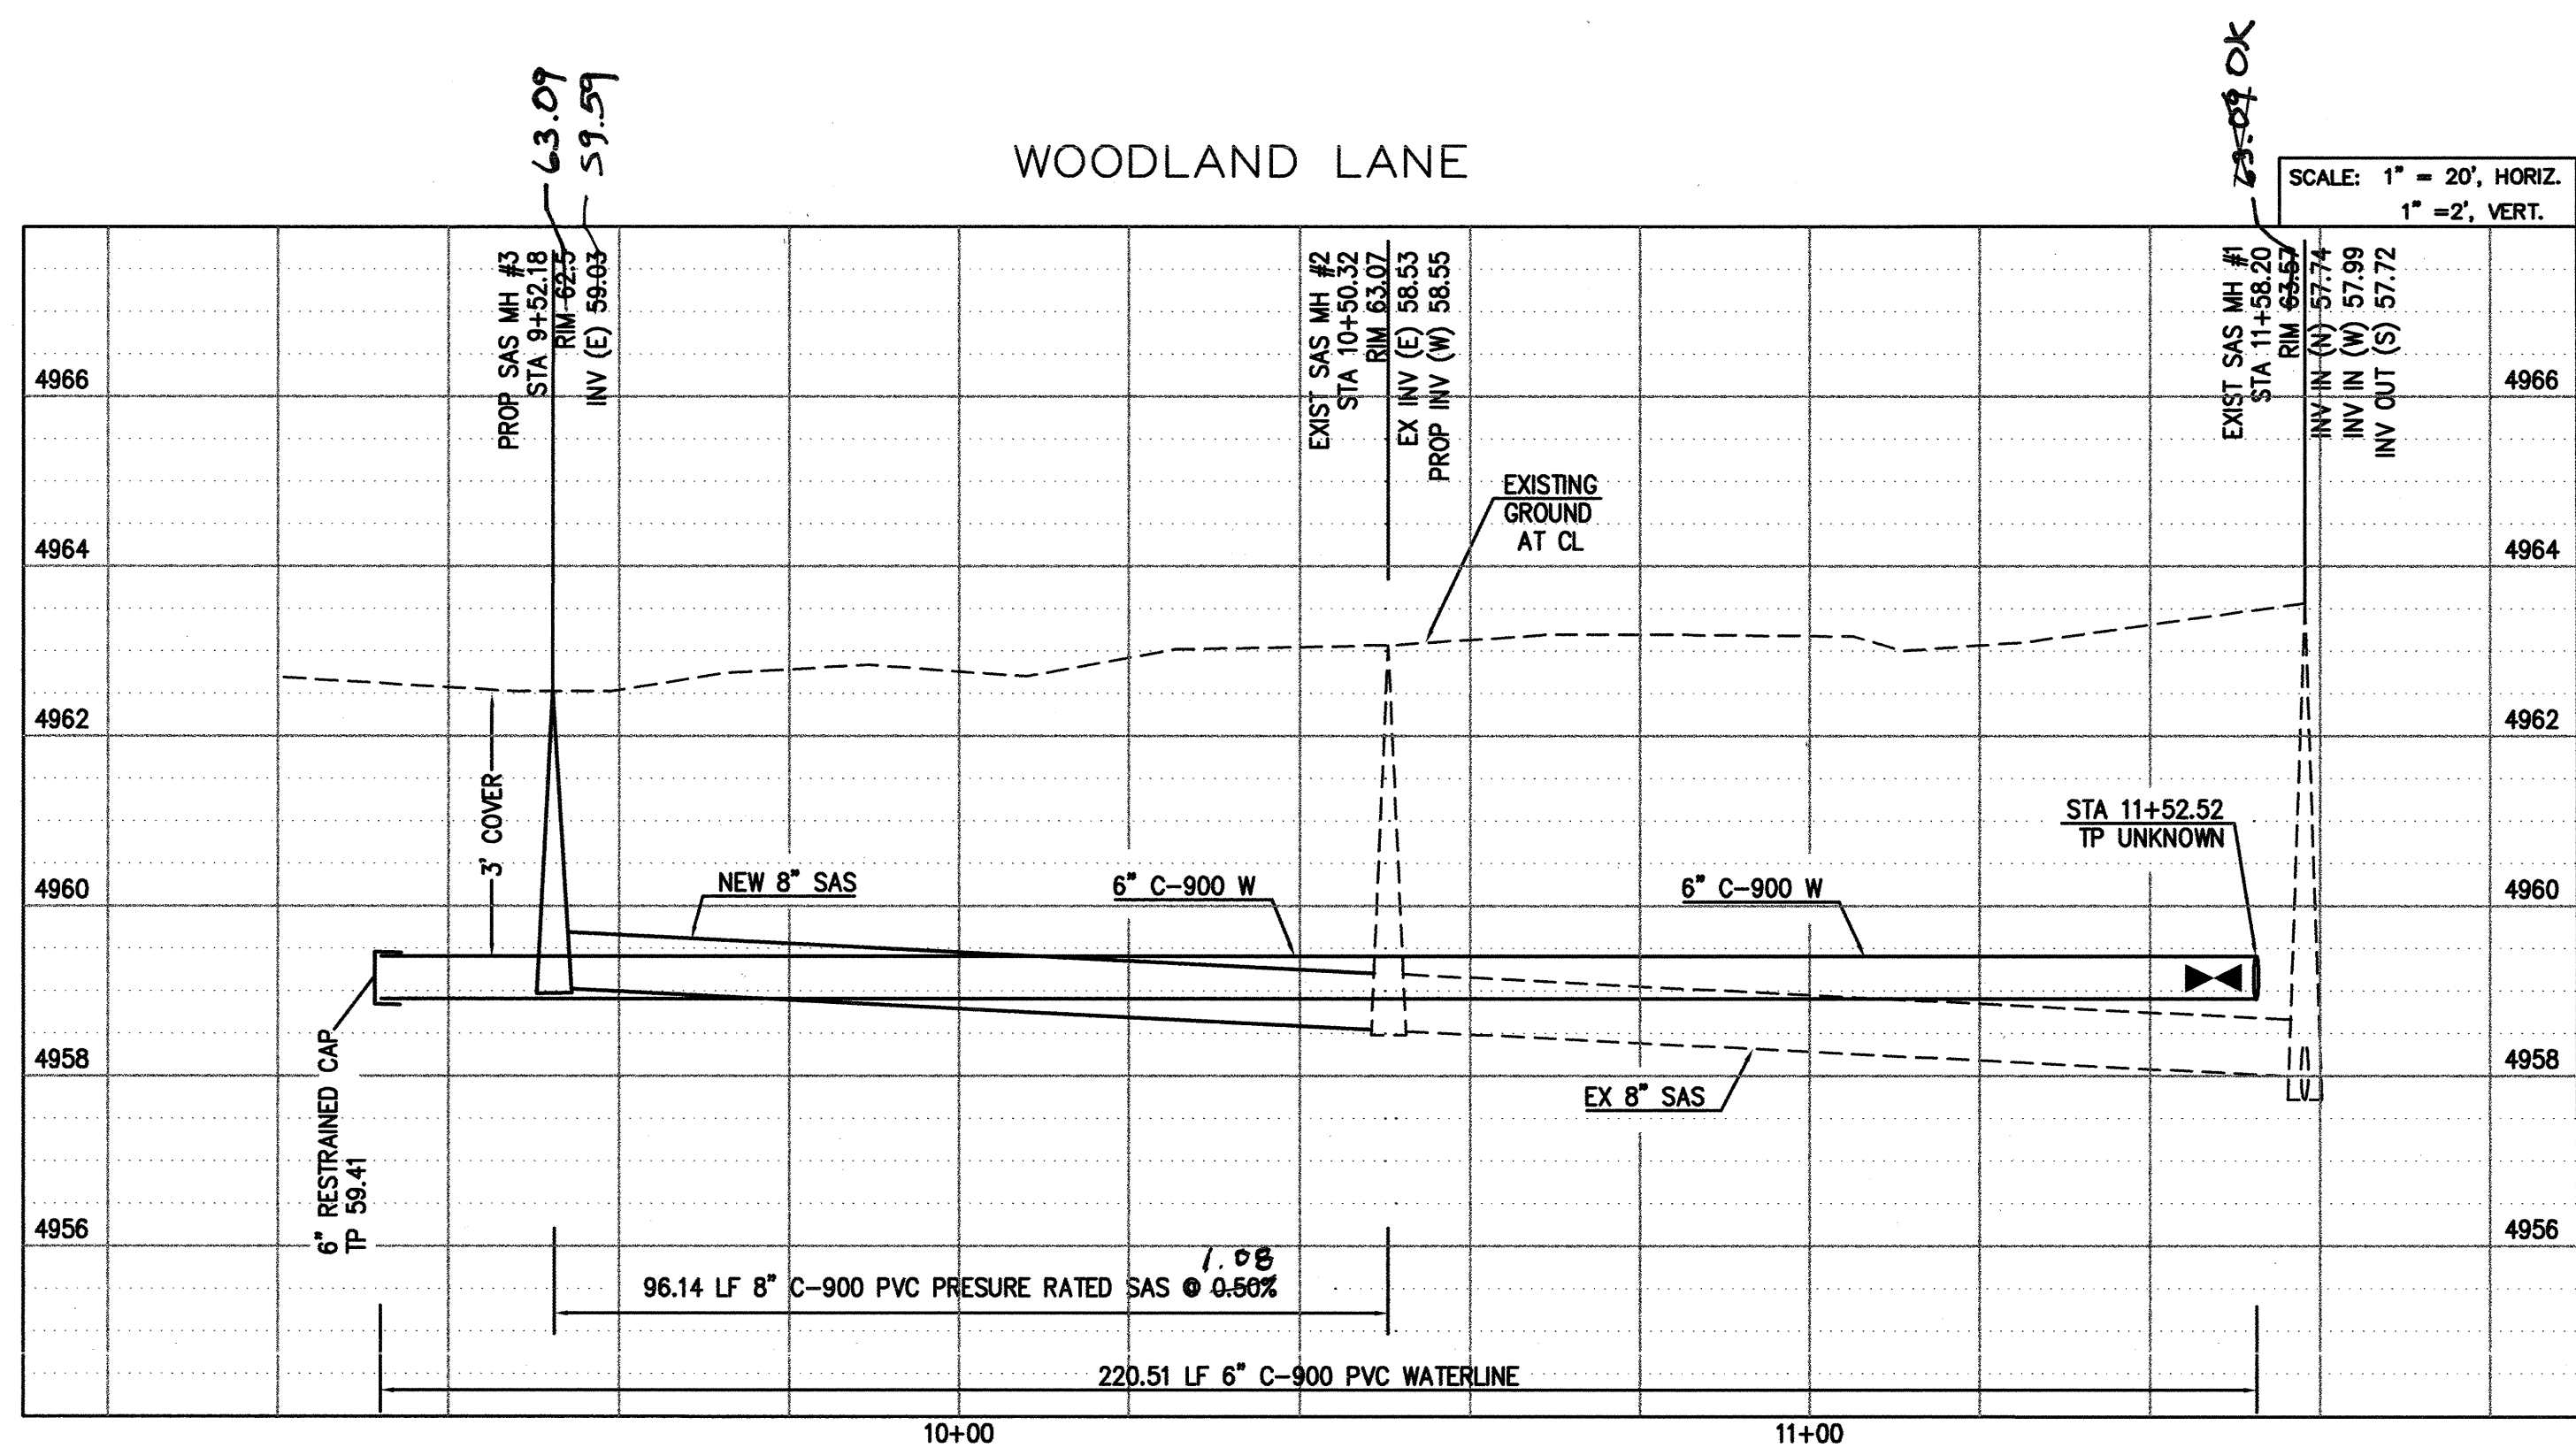 63.09
59.59
WOODLAND LANE
63.09 OK
SCALE: 1" = 20', HORIZ.
1" =2', VERT.
PROP SAS MH #3
STA 9+52.18
RIM 62.5
INV (E) 59.03
EXIST SAS MH #2
STA 10+50.32
RIM 63.07
EX INV (E) 58.53
PROP INV (W) 58.55
EXIST SAS MH #1
STA 11+58.20
RIM 63.57
INV IN (N) 57.74
INV IN (W) 57.99
INV OUT (S) 57.72
4966
4966
EXISTING
GROUND
AT CL
4964
4964
4962
4962
3' COVER
STA 11+52.52
TP UNKNOWN
NEW 8" SAS
6" C-900 W
6" C-900 W
4960
4960
4958
4958
EX 8" SAS
6" RESTRAINED CAP
TP 59.41
4956
4956
1.08
96.14 LF 8" C-900 PVC PRESURE RATED SAS @ 0.50%
220.51 LF 6" C-900 PVC WATERLINE
10+00
11+00